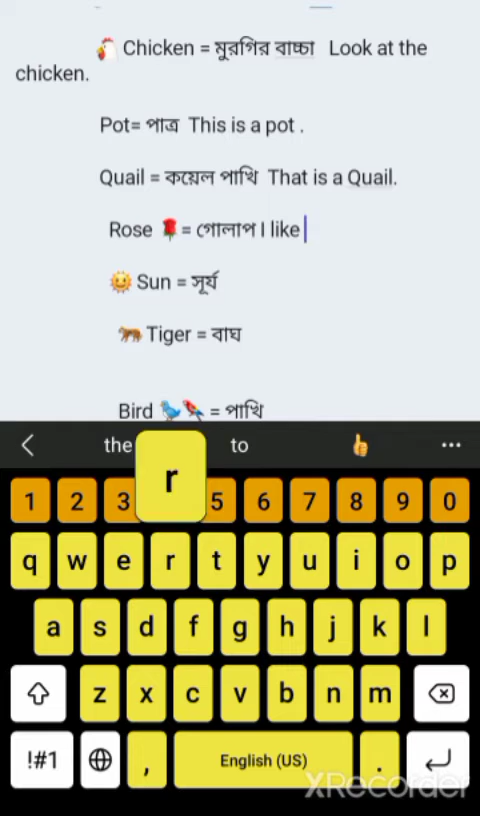 🐔 Chicken = মুরগির বাচ্চা Look at the
chicken.
Pot= পাত্র This is a pot .
Quail = কয়েল পাখি That is a Quail.
Rose 🌹 = গোলাপ I like
🌞 Sun = সূর্য
🐅 Tiger = বাঘ
Bird 🐦🦜 = পাখি
the to 👍 ...
r
1 2 3 5 6 7 8 9 0
q w e r t y u i o p
a s d f g h j k l
z x c v b n m
!#1 , English (US) .
XRecorder